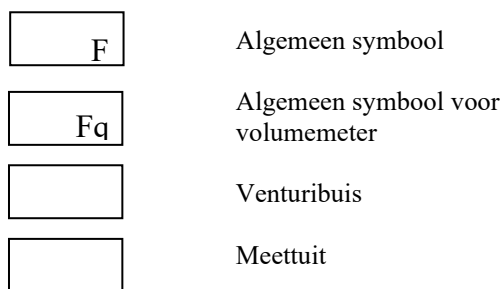 F Algemeen symbool
Algemeen symbool voor
Fq volumemeter
Venturibuis
Meettuit